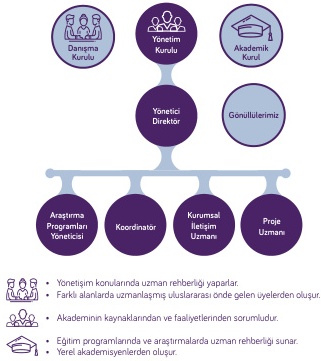 Danışma
Kurulu
Yönetim
Kurulu
Akademik
Kurul
Yönetici
Direktör
Gönüllülerimiz
Araştırma
Programları
Yöneticisi
Koordinatör
Kurumsal
İletişim
Uzmanı
Proje
Uzmanı
• Yönetişim konularında uzman rehberliği yaparlar.
• Farklı alanlarda uzmanlaşmış uluslararası önde gelen üyelerden oluşur.
• Akademinin kaynaklarından ve faaliyetlerinden sorumludur.
• Eğitim programlarında ve araştırmalarda uzman rehberliği sunar.
• Yerel akademisyenlerden oluşur.